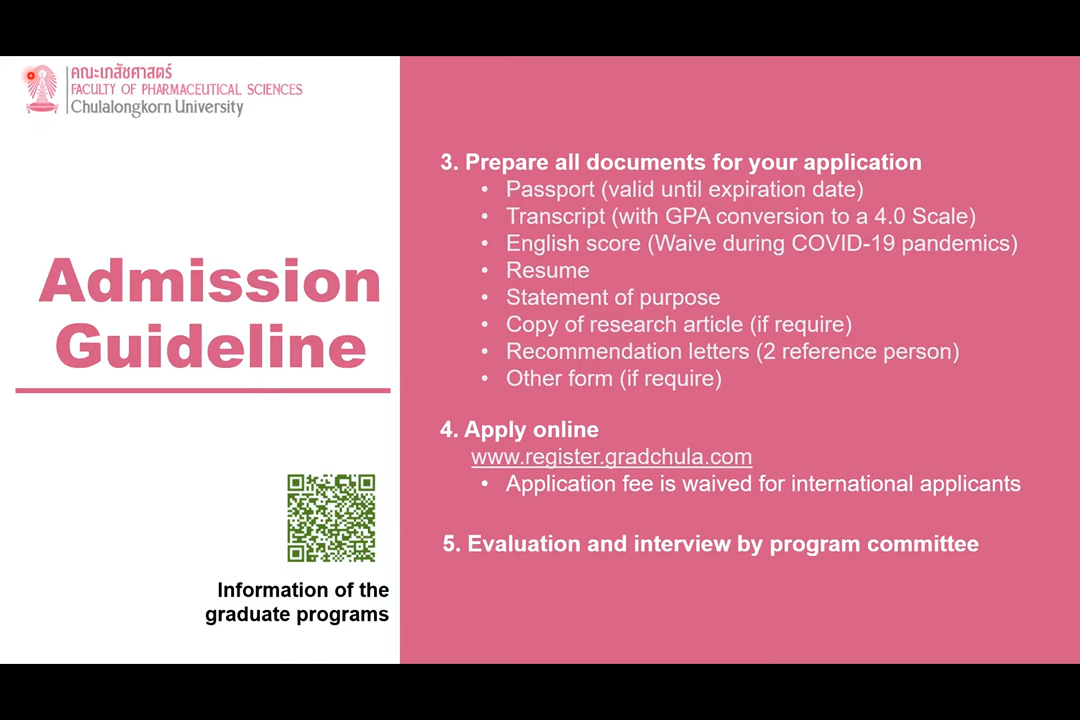 คณะเภสัชศาสตร์
FACULTY OF PHARMACEUTICAL SCIENCES
Chulalongkorn University
Admission
Guideline
Information of the
graduate programs
3. Prepare all documents for your application
• Passport (valid until expiration date)
• Transcript (with GPA conversion to a 4.0 Scale)
• English score (Waive during COVID-19 pandemics)
• Resume
• Statement of purpose
• Copy of research article (if require)
• Recommendation letters (2 reference person)
• Other form (if require)
4. Apply online
www.register.gradchula.com
• Application fee is waived for international applicants
5. Evaluation and interview by program committee